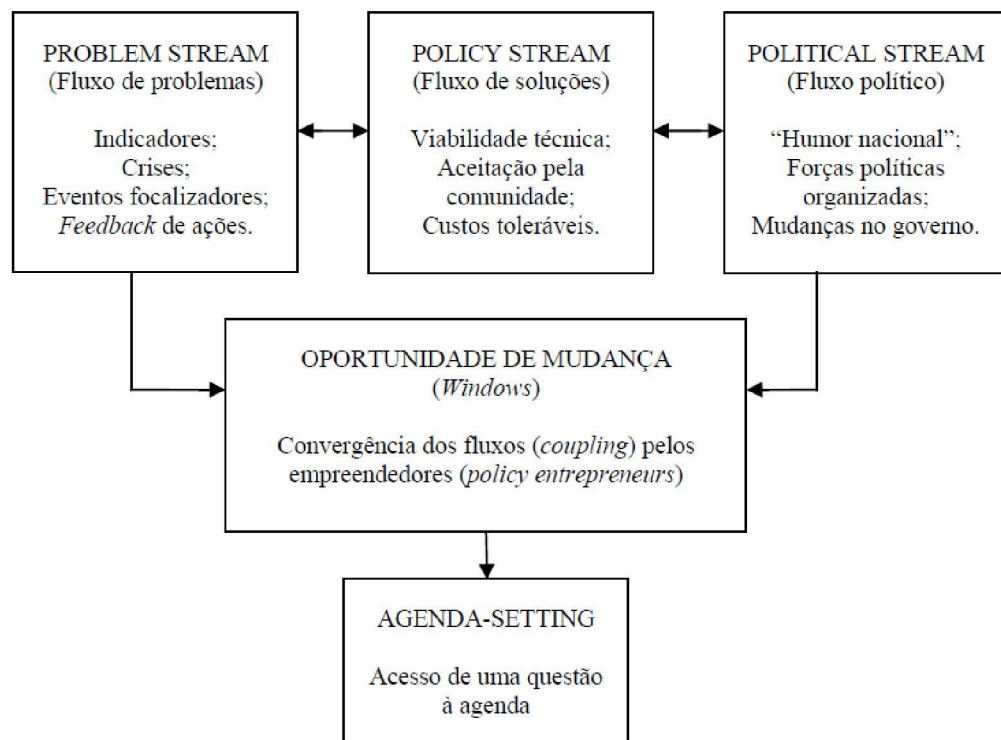 PROBLEM STREAM
(Fluxo de problemas)
Indicadores;
Crises;
Eventos focalizadores;
Feedback de ações.
POLICY STREAM
(Fluxo de soluções)
Viabilidade técnica;
Aceitação pela
comunidade;
Custos toleráveis.
POLITICAL STREAM
(Fluxo político)
“Humor nacional”;
Forças políticas
organizadas;
Mudanças no governo.
OPORTUNIDADE DE MUDANÇA
(Windows)
Convergência dos fluxos (coupling) pelos
empreendedores (policy entrepreneurs)
AGENDA-SETTING
Acesso de uma questão
à agenda